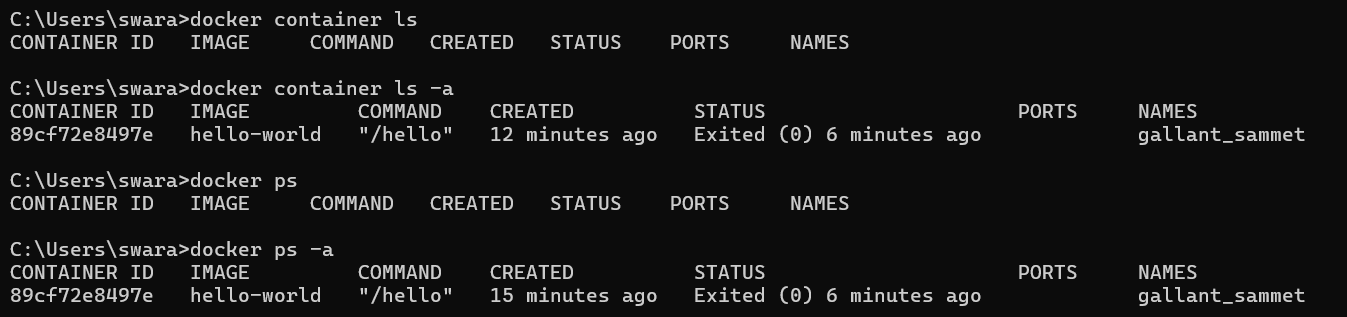 C:\Users\swara>docker container ls
CONTAINER ID   IMAGE     COMMAND   CREATED   STATUS    PORTS     NAMES
C:\Users\swara>docker container ls -a
CONTAINER ID   IMAGE         COMMAND    CREATED          STATUS                     PORTS     NAMES
89cf72e8497e   hello-world   "/hello"   12 minutes ago   Exited (0) 6 minutes ago             gallant_sammet
C:\Users\swara>docker ps
CONTAINER ID   IMAGE     COMMAND   CREATED   STATUS    PORTS     NAMES
C:\Users\swara>docker ps -a
CONTAINER ID   IMAGE         COMMAND    CREATED          STATUS                     PORTS     NAMES
89cf72e8497e   hello-world   "/hello"   15 minutes ago   Exited (0) 6 minutes ago             gallant_sammet